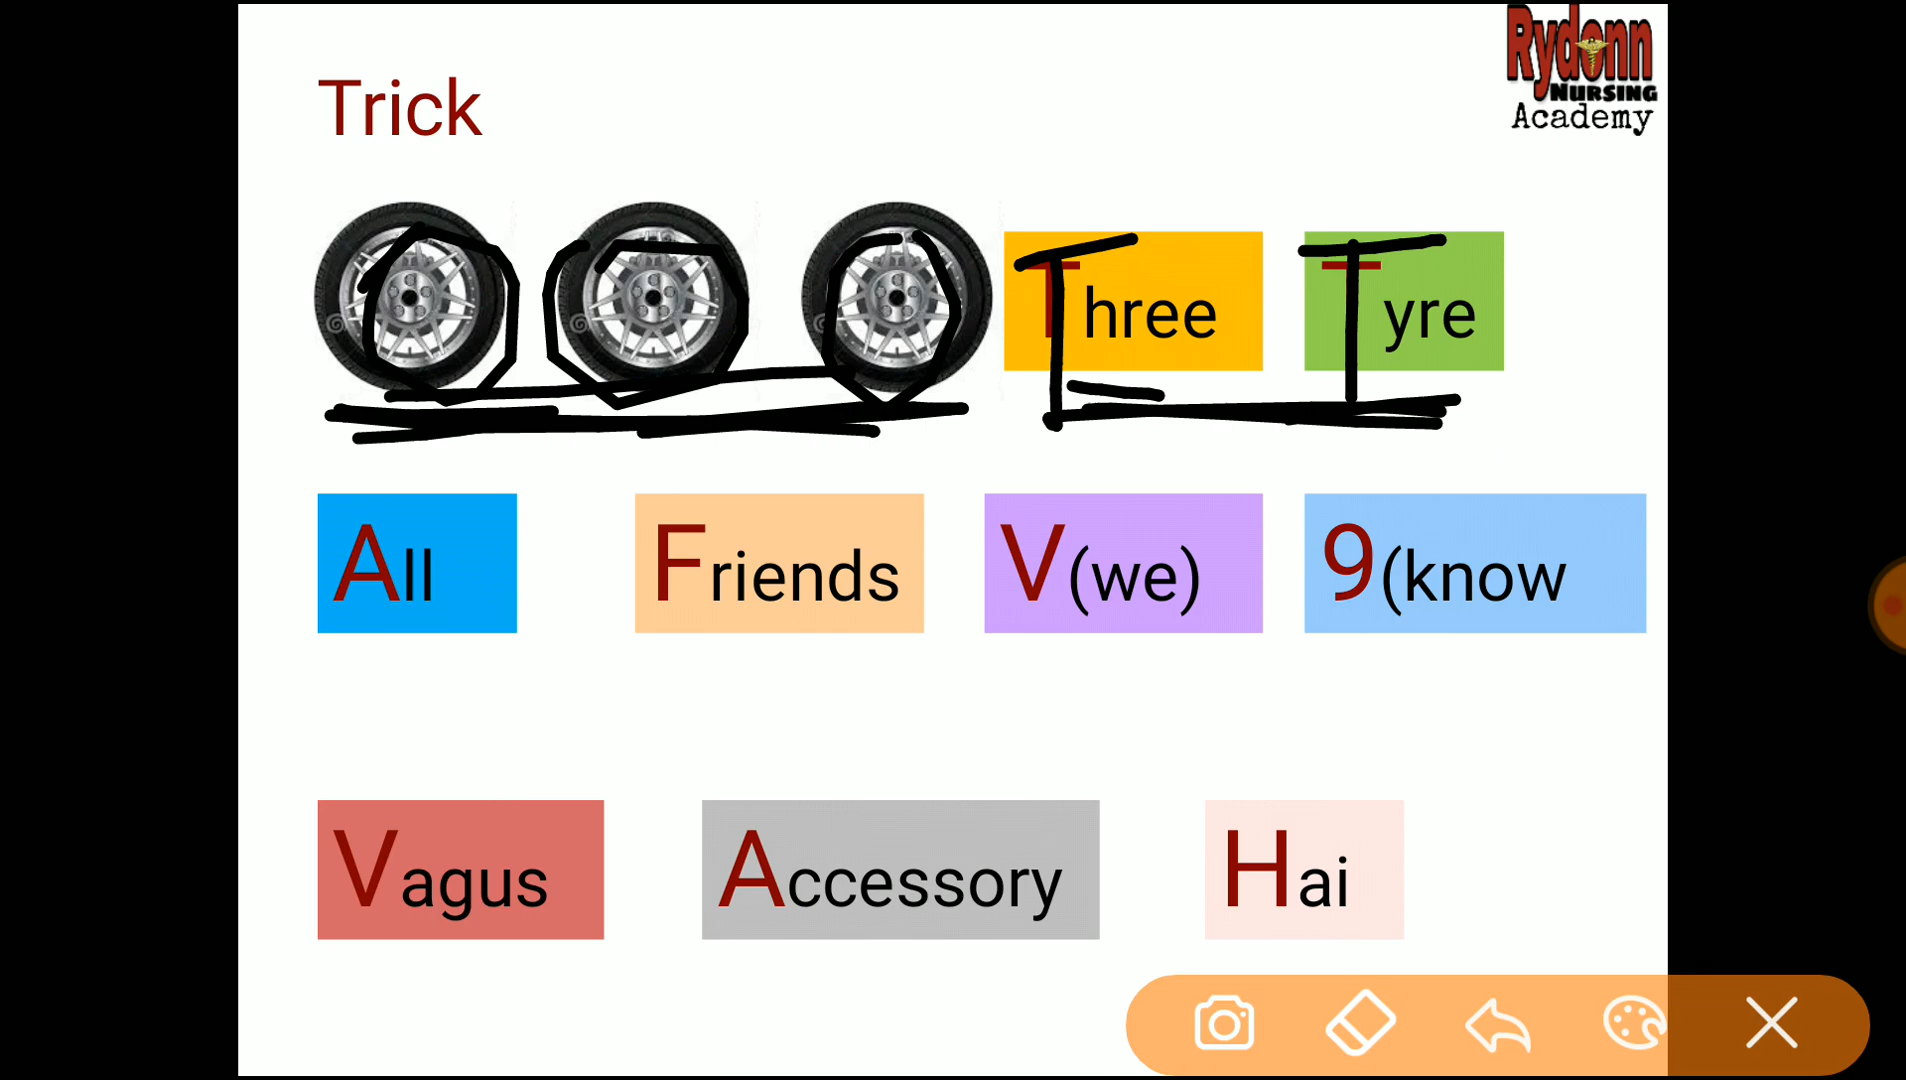 Rydonn
Nursing
Academy
Trick
Three Tyre
All Friends V(we) 9(know
Vagus Accessory Hai